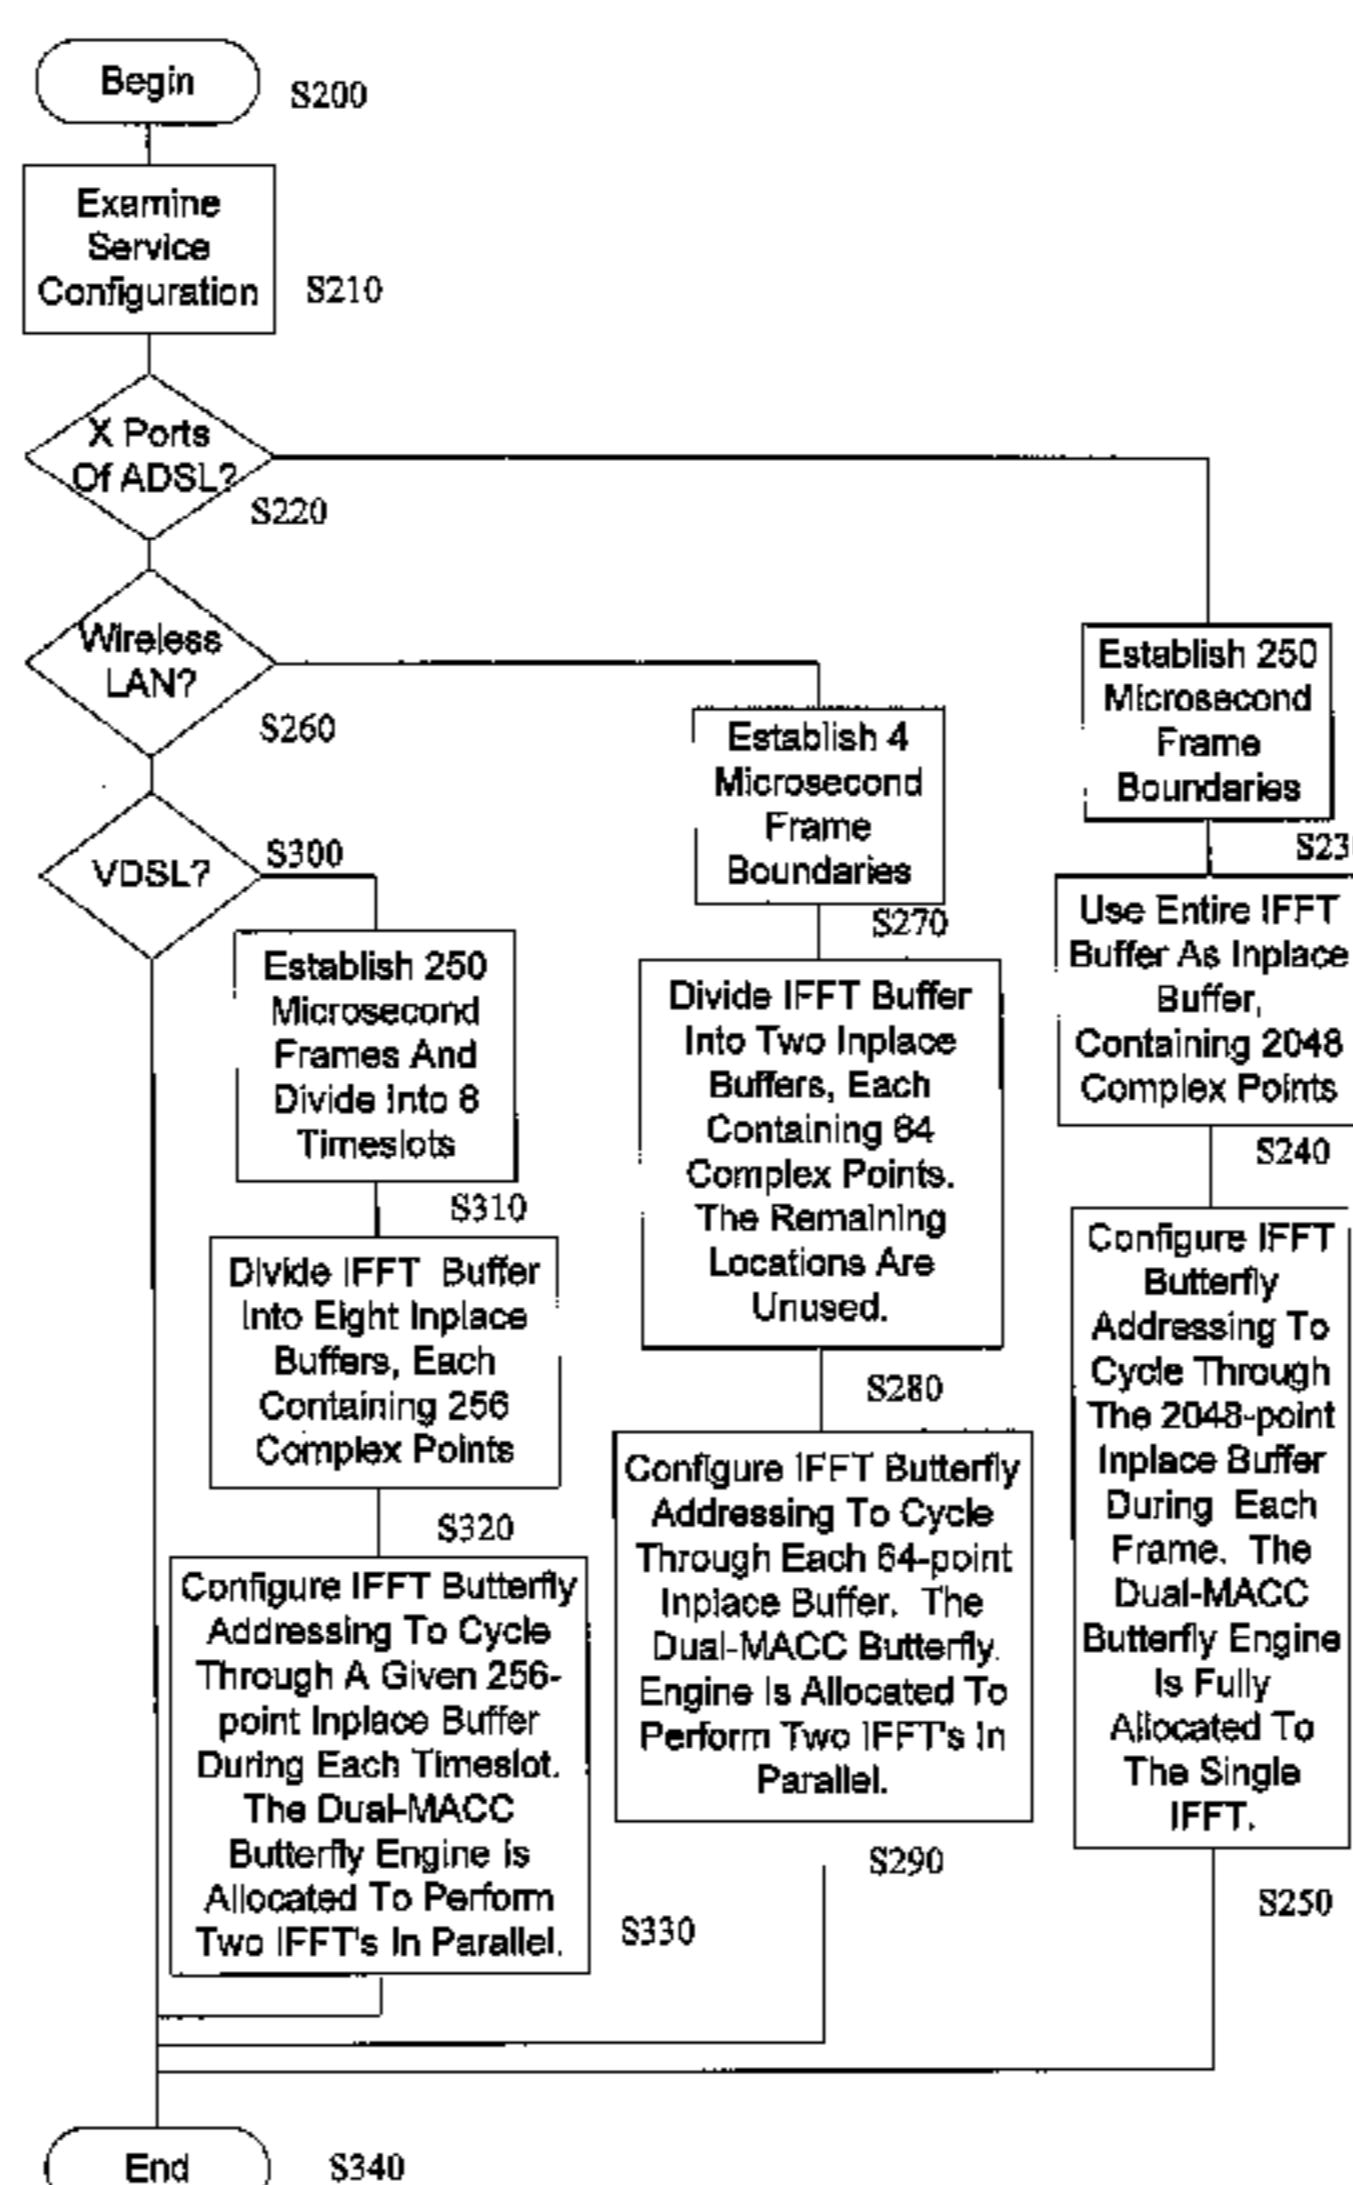 Begin
S200
Examine
Service
Configuration
S210
X Ports
Of ADSL?
S220
Wireless
LAN?
S260
VDSL?
S300
Establish 250
Microsecond
Frames And
Divide Into 8
Timeslots
S310
Divide IFFT Buffer
Into Eight Inplace
Buffers, Each
Containing 256
Complex Points
S320
Configure IFFT Butterfly
Addressing To Cycle
Through A Given 256-
point Inplace Buffer
During Each Timeslot.
The Dual-MACC
Butterfly Engine Is
Allocated To Perform
Two IFFT's In Parallel.
S330
Establish 4
Microsecond
Frame
Boundaries
S270
Divide IFFT Buffer
Into Two Inplace
Buffers, Each
Containing 64
Complex Points.
The Remaining
Locations Are
Unused.
S280
Configure IFFT Butterfly
Addressing To Cycle
Through Each 64-point
Inplace Buffer. The
Dual-MACC Butterfly
Engine Is Allocated To
Perform Two IFFT's In
Parallel.
S290
Establish 250
Microsecond
Frame
Boundaries
S23
Use Entire IFFT
Buffer As Inplace
Buffer,
Containing 2048
Complex Points
S240
Configure IFFT
Butterfly
Addressing To
Cycle Through
The 2048-point
Inplace Buffer
During Each
Frame. The
Dual-MACC
Butterfly Engine
Is Fully
Allocated To
The Single
IFFT.
S250
End
S340